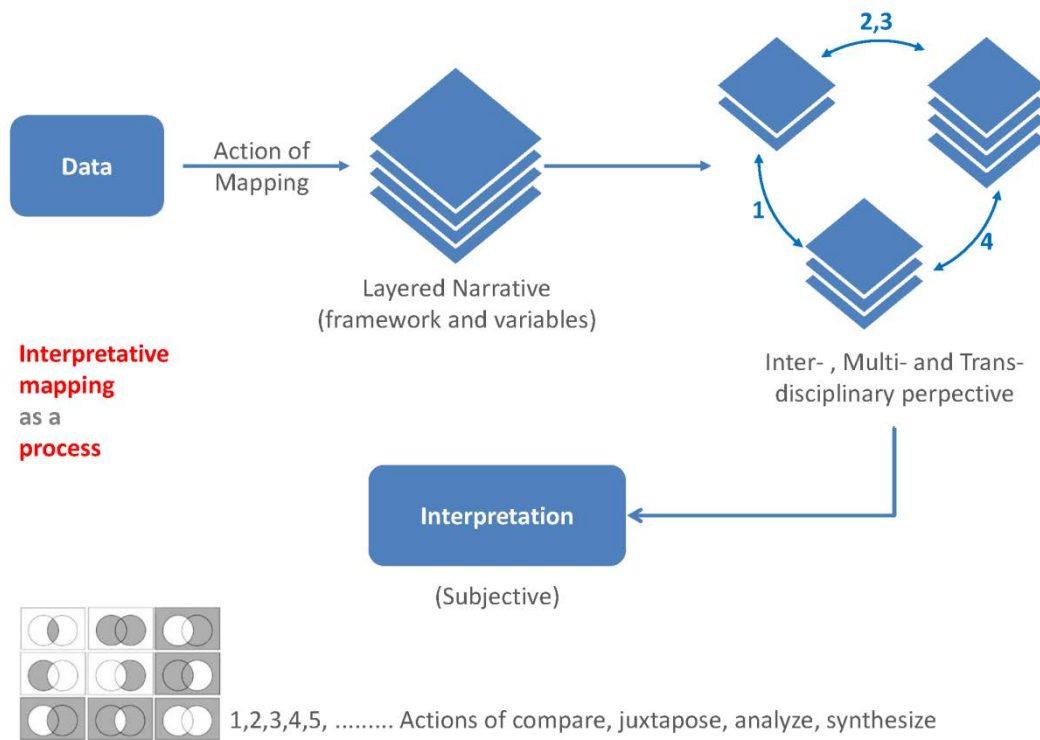 2,3
Data
Action of
Mapping
1
4
Layered Narrative
(framework and variables)
Inter- , Multi- and Trans-
disciplinary perpective
Interpretative
mapping
as a
process
Interpretation
(Subjective)
1,2,3,4,5, ......... Actions of compare, juxtapose, analyze, synthesize